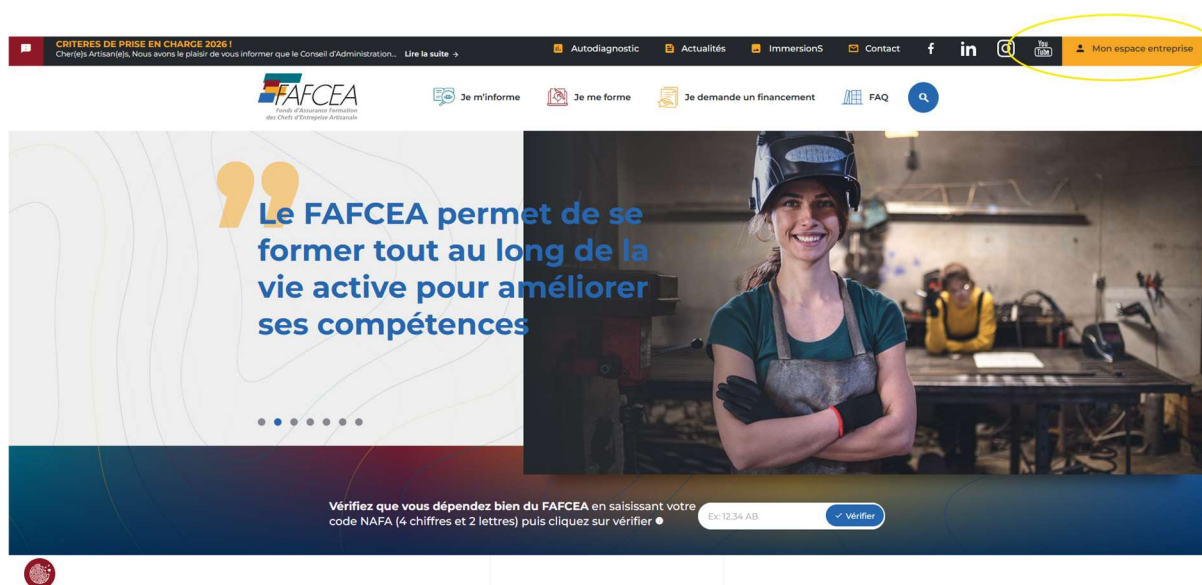 CRITERES DE PRISE EN CHARGE 2026 !
Cher(e)s Artisan(e)s, Nous avons le plaisir de vous informer que le Conseil d'Administration... Lire la suite →
Autodiagnostic
Actualités
ImmersionS
Contact
f
in
You
Tube
Mon espace entreprise
FAFCEA
Fonds d'Assurance Formation
des Chefs d'Entreprise Artisanale
Je m'informe
Je me forme
Je demande un financement
FAQ
Le FAFCEA permet de se
former tout au long de la
vie active pour améliorer
ses compétences
Vérifiez que vous dépendez bien du FAFCEA en saisissant votre
code NAFA (4 chiffres et 2 lettres) puis cliquez sur vérifier
Ex: 12.34 AB
Vérifier